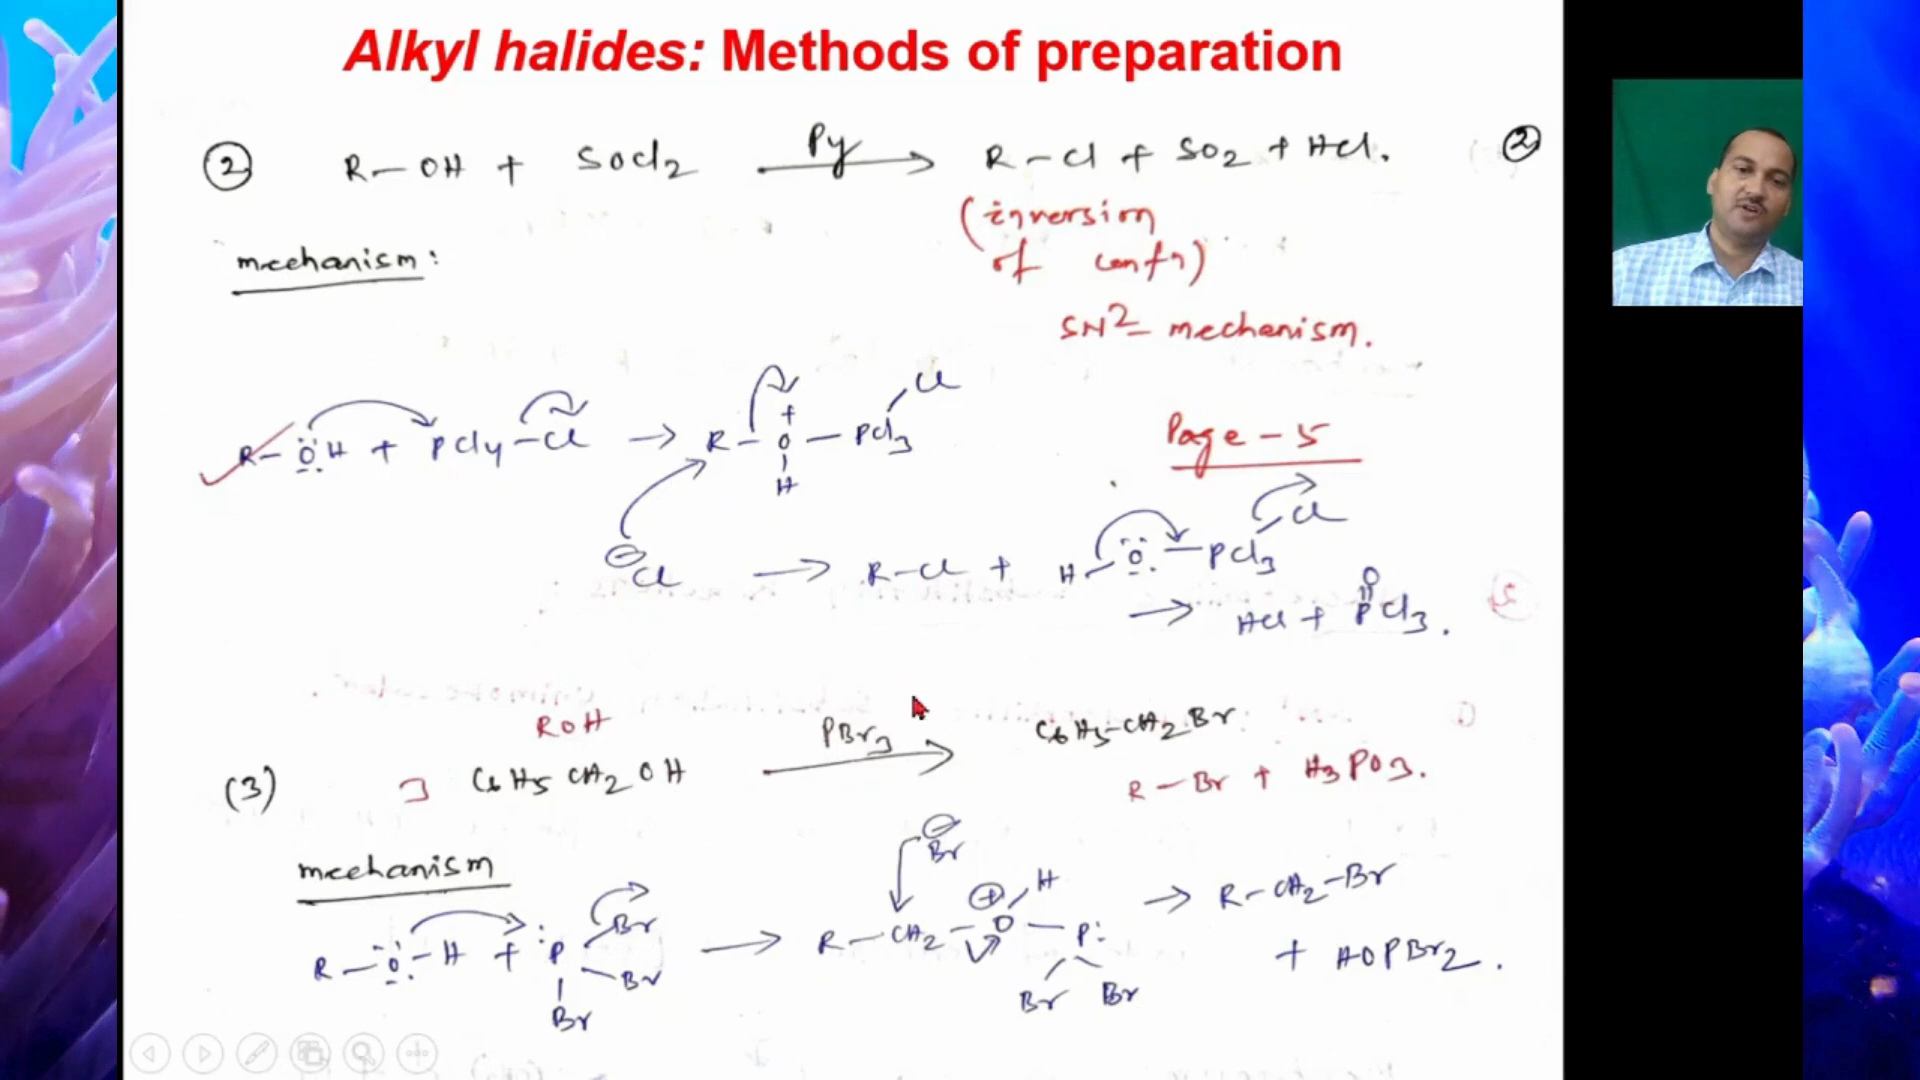 Alkyl halides: Methods of preparation
② R-OH + SOCl2 Py → R-Cl + SO2 + HCl. ②
(inversion
of confn)
mechanism:
SN2 mechanism.
R-ÖH + PCl4-Cl → R-O-PCl3
+
Cl
H
Page-5
⊖Cl → R-Cl + H-O-PCl3
Cl
→ HCl + PCl3.
O
ROH
(3) 3 C6H5CH2OH PBr3 → C6H5-CH2Br
R-Br + H3PO3.
mechanism
R-O-H + :P
Br
Br
Br
→ R-CH2-O-P:
⊖
Br
⊕ H
Br Br
→ R-CH2-Br
+ HOPBr2.